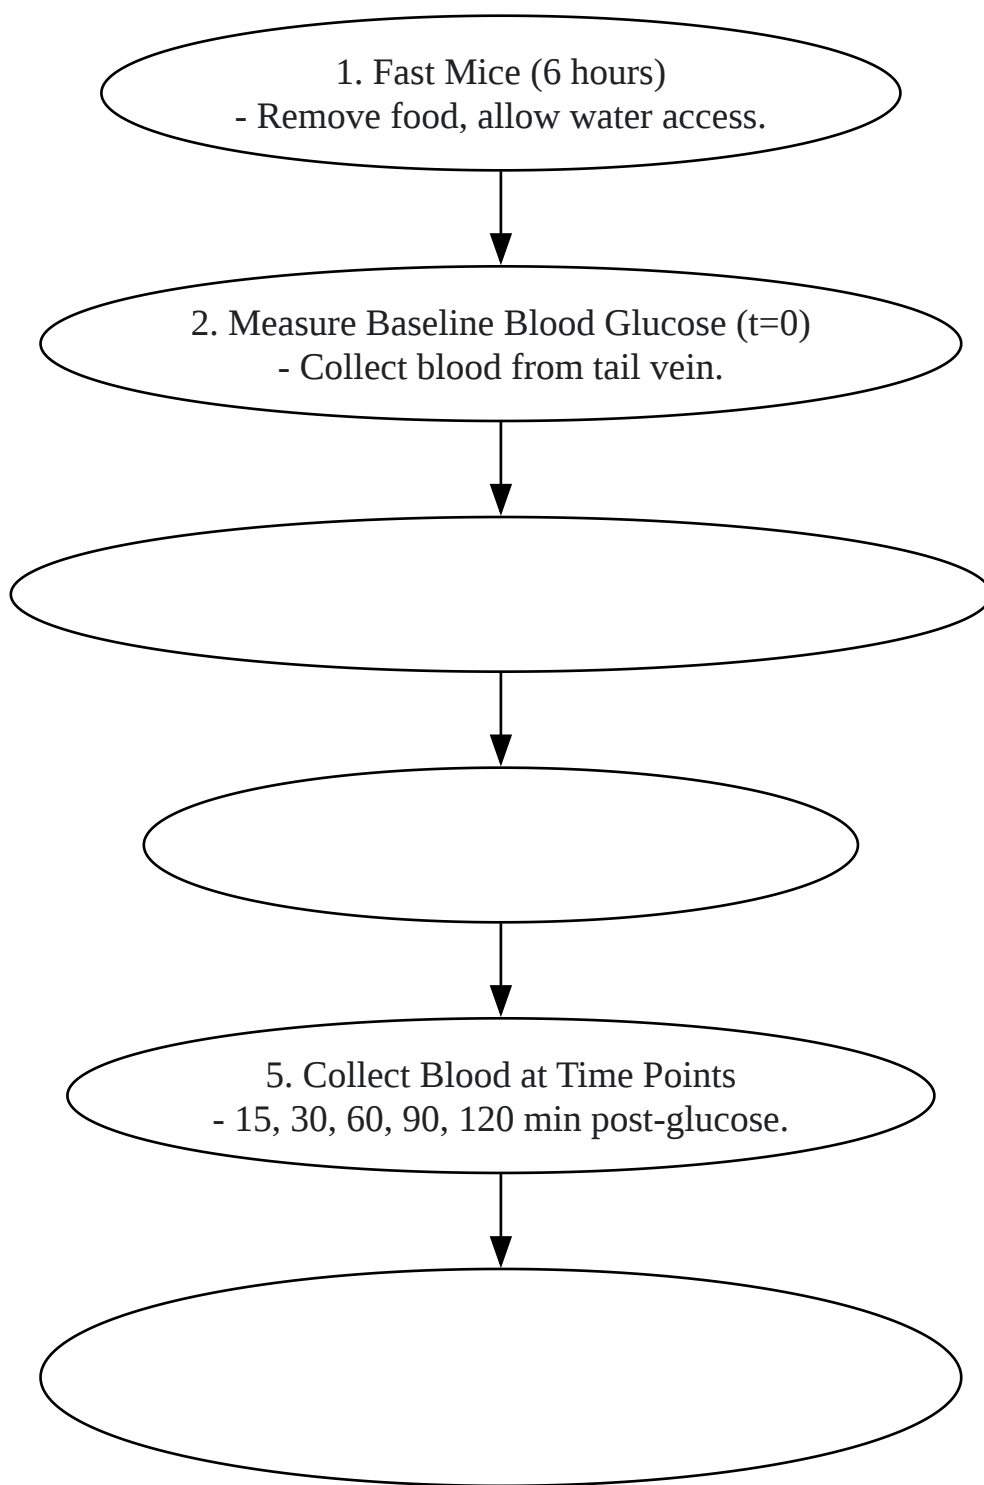 1. Fast Mice (6 hours)
- Remove food, allow water access.
2. Measure Baseline Blood Glucose (t=0)
- Collect blood from tail vein.
5. Collect Blood at Time Points
- 15, 30, 60, 90, 120 min post-glucose.